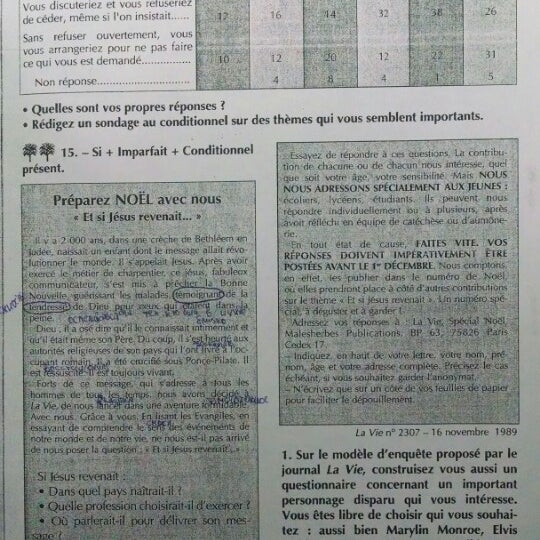 Vous discuteriez et vous refuseriez
de céder, même si l'on insistait...... 17 16 14 32 38 26
Sans refuser ouvertement, vous
vous arrangeriez pour ne pas faire
ce qui vous est demandé............... 10 12 20 12 22 31
Non réponse............... 4 4 4 1 5
• Quelles sont vos propres réponses ?
• Rédigez un sondage au conditionnel sur des thèmes qui vous semblent importants.
15. – Si + Imparfait + Conditionnel
présent.
Préparez NOËL avec nous
« Et si Jésus revenait... »
Il y a 2 000 ans, dans une crèche de Bethléem en
Judée, naissait un enfant dont le message allait révo-
lutionner le monde. Il s'appelait Jésus. Après avoir
exercé le métier de charpentier, ce Jésus, fabuleux
communicateur, s'est mis à prêcher la Bonne
Nouvelle, guérissant les malades, témoignant de la
tendresse de Dieu pour ceux qui étaient dans la
peine.
Dieu, il a osé dire qu'il le connaissait intimement et
qu'il était même son Père. Du coup, il s'est heurté aux
autorités religieuses de son pays qui l'ont livré à l'oc-
cupant romain. Il a été crucifié sous Ponce-Pilate. Il
est ressuscité : il est toujours vivant.
Forts de ce message, qui s'adresse à tous les
hommes de tous les temps, nous avons décidé à
La Vie, de nous lancer dans une aventure formidable.
Avec nous. Grâce à vous. En lisant les Évangiles, en
essayant de comprendre le sens des événements de
notre monde et de notre vie, ne nous est-il pas arrivé
de nous poser la question : « Et si Jésus revenait... »
Si Jésus revenait :
• Dans quel pays naîtrait-il ?
• Quelle profession choisirait-il d'exercer ?
• Où parlerait-il pour délivrer son mes-
sage ?
Essayez de répondre à ces questions. La contribu-
tion de chacune ou de chacun nous intéresse, quel
que soit votre âge, votre sensibilité. Mais NOUS
NOUS ADRESSONS SPÉCIALEMENT AUX JEUNES :
écoliers, lycéens, étudiants. Ils peuvent nous
répondre individuellement ou à plusieurs, après
avoir réfléchi en équipe de catéchèse ou d'aumône-
rie.
En tout état de cause, FAITES VITE. VOS
RÉPONSES DOIVENT IMPÉRATIVEMENT ÊTRE
POSTÉES AVANT LE 1er DÉCEMBRE. Nous comptons,
en effet, les publier dans le numéro de Noël,
où elles prendront place à côté d'autres contributions
sur le thème « Et si Jésus revenait ». Un numéro spé-
cial, à déguster et à garder !
Adressez vos réponses à : La Vie, Spécial Noël,
Malesherbes Publications. BP 63, 75826 Paris
Cedex 17.
Indiquez, en haut de votre lettre, votre nom, pré-
nom, âge et votre adresse complète. Précisez le cas
échéant, si vous souhaitez garder l'anonymat.
– N'écrivez que sur un côté de vos feuilles de papier
pour faciliter le dépouillement.
La Vie n° 2307 – 16 novembre 1989
1. Sur le modèle d'enquête proposé par le
journal La Vie, construisez vous aussi un
questionnaire concernant un important
personnage disparu qui vous intéresse.
Vous êtes libre de choisir qui vous souhai-
tez : aussi bien Marylin Monroe, Elvis